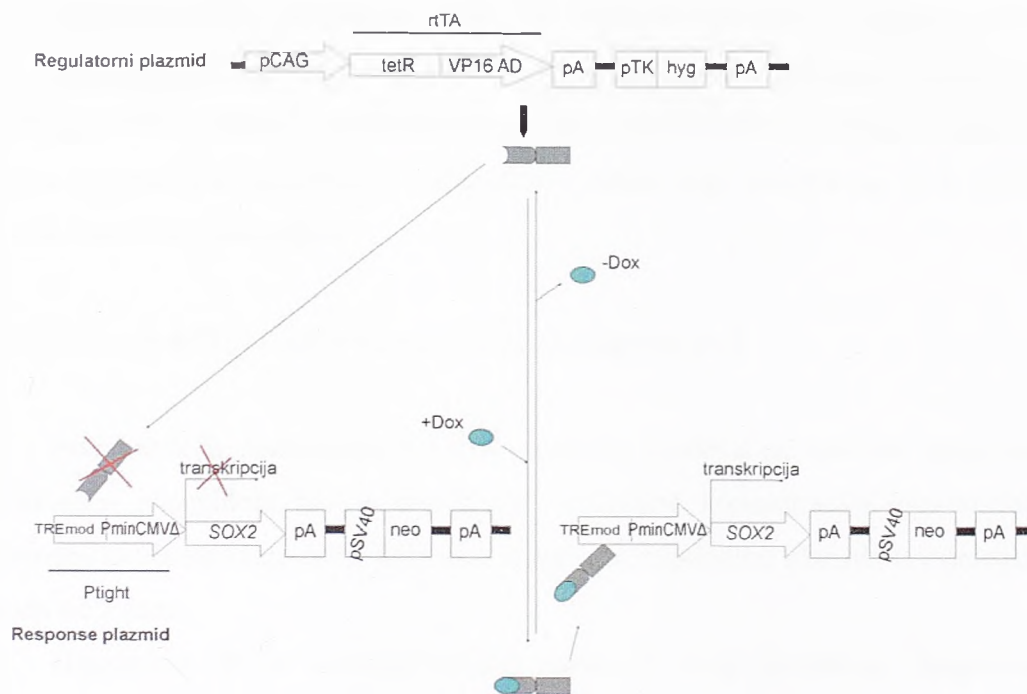 rtTA
Regulatorni plazmid
pCAG tetR VP16 AD pA pTK hyg pA
-Dox
+Dox
transkripcija
TREmod PminCMVΔ SOX2 pA pSV40 neo pA
Ptight
transkripcija
TREmod PminCMVΔ SOX2 pA pSV40 neo pA
Response plazmid